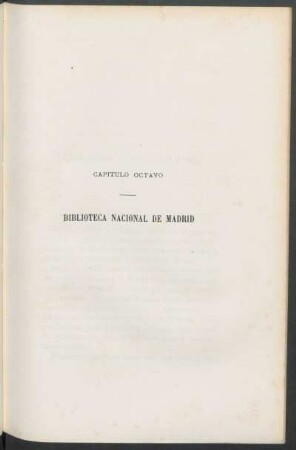 CAPITULO OCTAVO
BIBLIOTECA NACIONAL DE MADRID